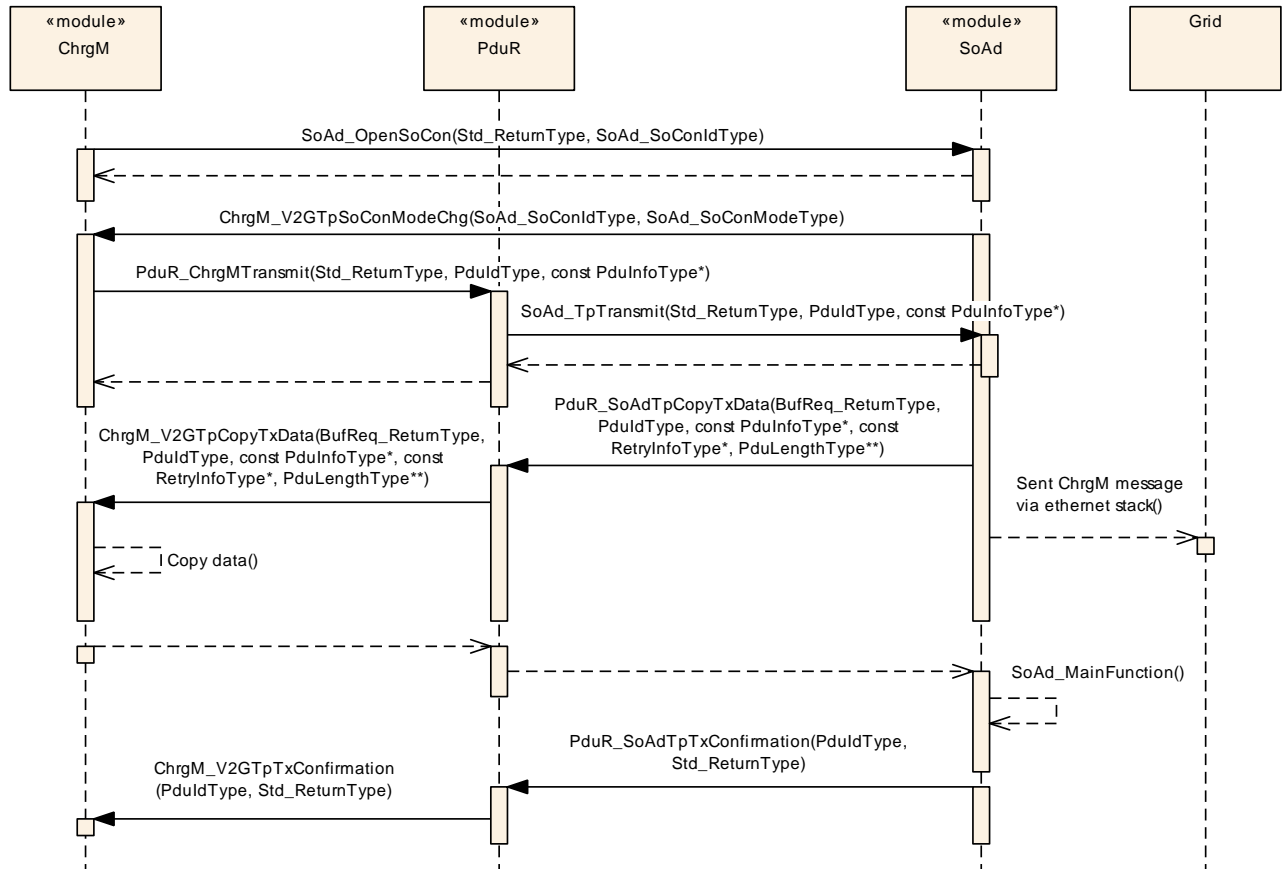 «module»
ChrgM
«module»
PduR
«module»
SoAd
Grid
SoAd_OpenSoCon(Std_ReturnType, SoAd_SoConIdType)
ChrgM_V2GTpSoConModeChg(SoAd_SoConIdType, SoAd_SoConModeType)
PduR_ChrgMTransmit(Std_ReturnType, PduIdType, const PduInfoType*)
SoAd_TpTransmit(Std_ReturnType, PduIdType, const PduInfoType*)
PduR_SoAdTpCopyTxData(BufReq_ReturnType,
PduIdType, const PduInfoType*, const
RetryInfoType*, PduLengthType**)
ChrgM_V2GTpCopyTxData(BufReq_ReturnType,
PduIdType, const PduInfoType*, const
RetryInfoType*, PduLengthType**)
Sent ChrgM message
via ethernet stack()
Copy data()
SoAd_MainFunction()
PduR_SoAdTpTxConfirmation(PduIdType,
Std_ReturnType)
ChrgM_V2GTpTxConfirmation
(PduIdType, Std_ReturnType)